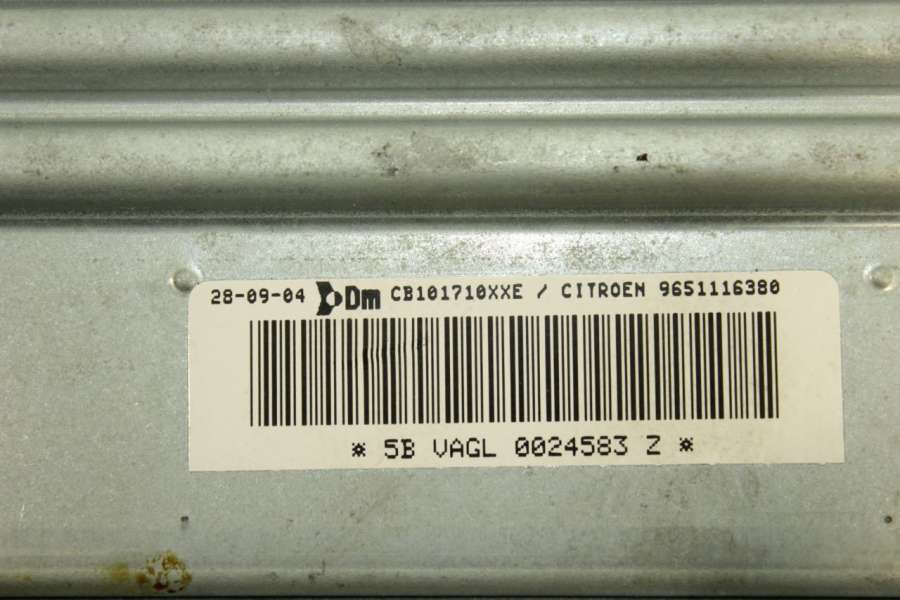 28-09-04 Dm CB101710XXE / CITROEN 9651116380
* 5B VAGL 0024583 Z *